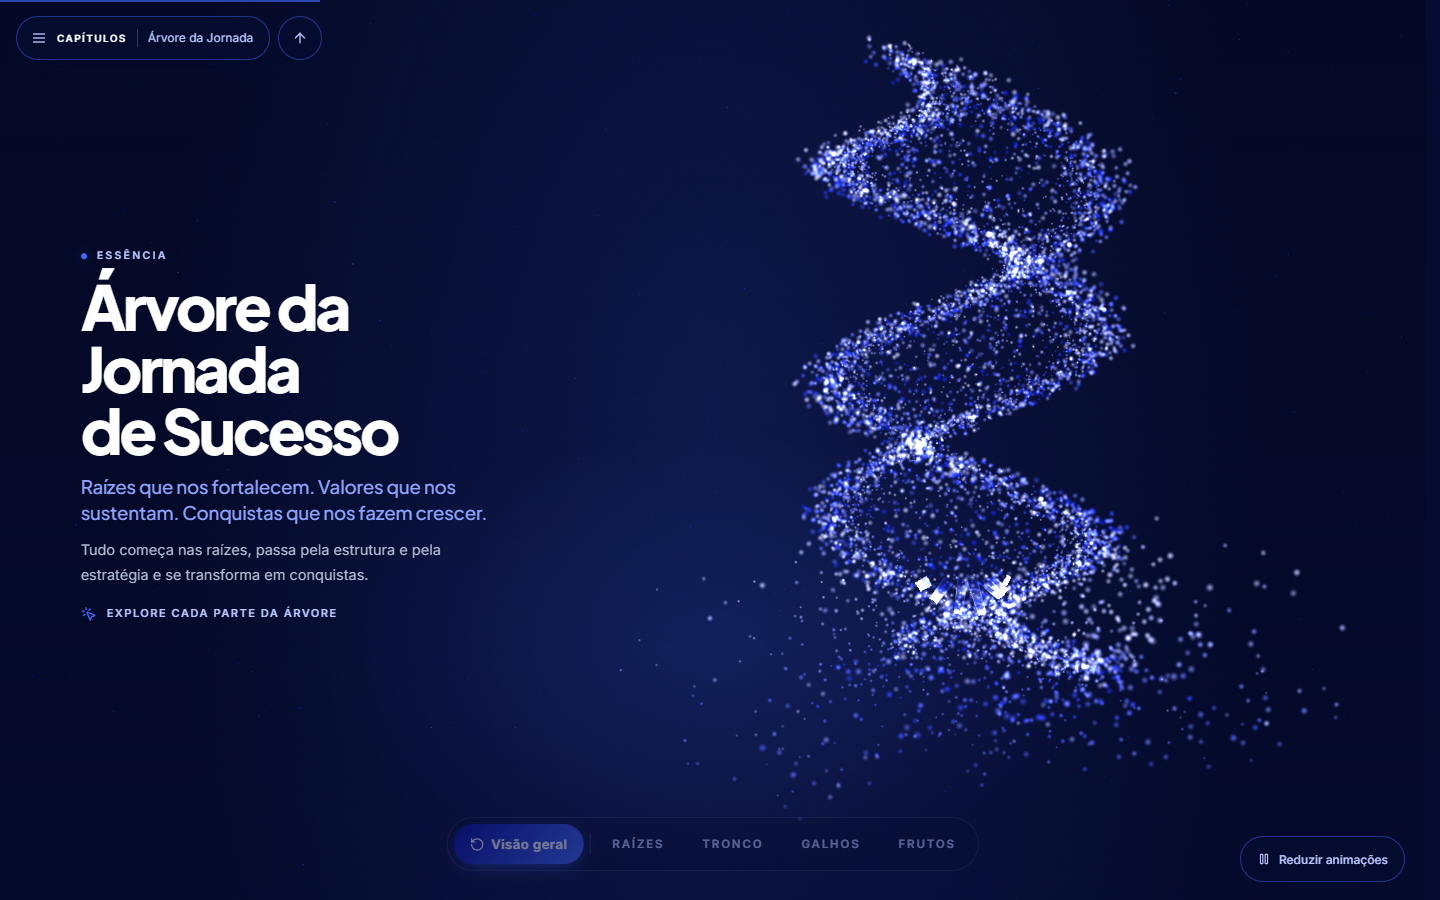 CAPÍTULOS
Árvore da Jornada
ESSÊNCIA
Árvore da
Jornada
de Sucesso
Raízes que nos fortalecem. Valores que nos
sustentam. Conquistas que nos fazem crescer.
Tudo começa nas raízes, passa pela estrutura e pela
estratégia e se transforma em conquistas.
EXPLORE CADA PARTE DA ÁRVORE
Visão geral
RAÍZES
TRONCO
GALHOS
FRUTOS
Reduzir animações